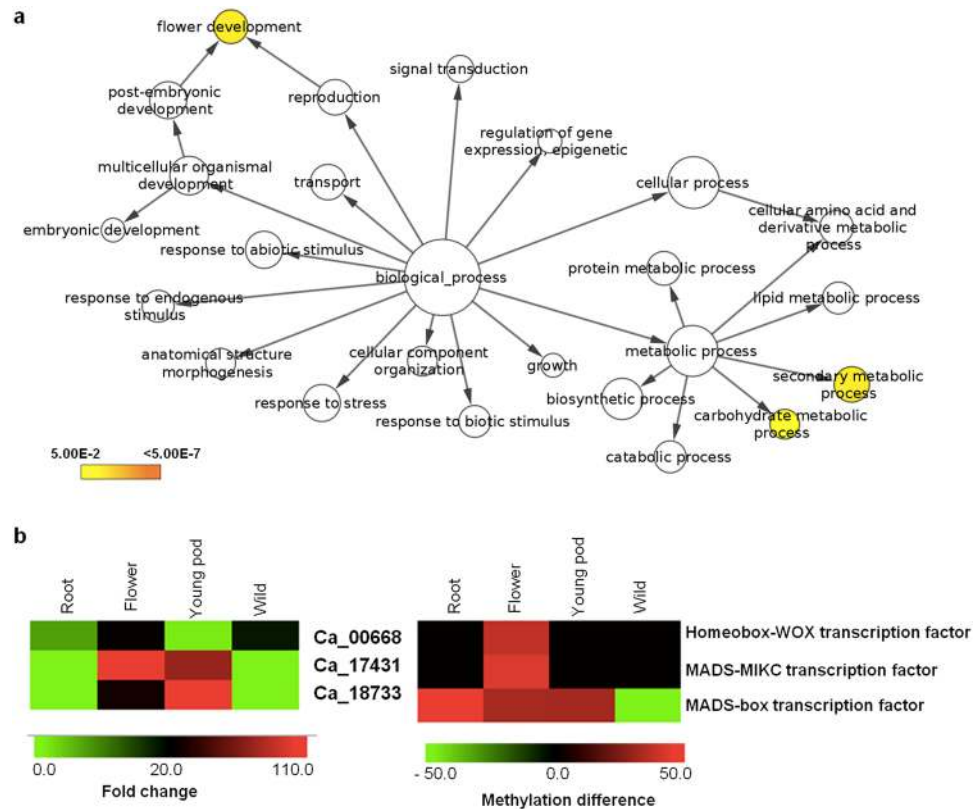 a
flower development
signal transduction
post-embryonic
development
reproduction
regulation of gene
expression, epigenetic
multicellular organismal
development
transport
cellular process
embryonic development
cellular amino acid and
derivative metabolic
process
response to abiotic stimulus
biological_process
protein metabolic process
response to endogenous
stimulus
lipid metabolic process
anatomical structure
morphogenesis
cellular component
organization
growth
metabolic process
secondary metabolic
process
response to stress
biosynthetic process
carbohydrate metabolic
process
response to biotic stimulus
catabolic process
5.00E-2 <5.00E-7
b
Root Flower Young pod Wild
Root Flower Young pod Wild
Ca_00668 Homeobox-WOX transcription factor
Ca_17431 MADS-MIKC transcription factor
Ca_18733 MADS-box transcription factor
0.0 20.0 110.0
Fold change
- 50.0 0.0 50.0
Methylation difference